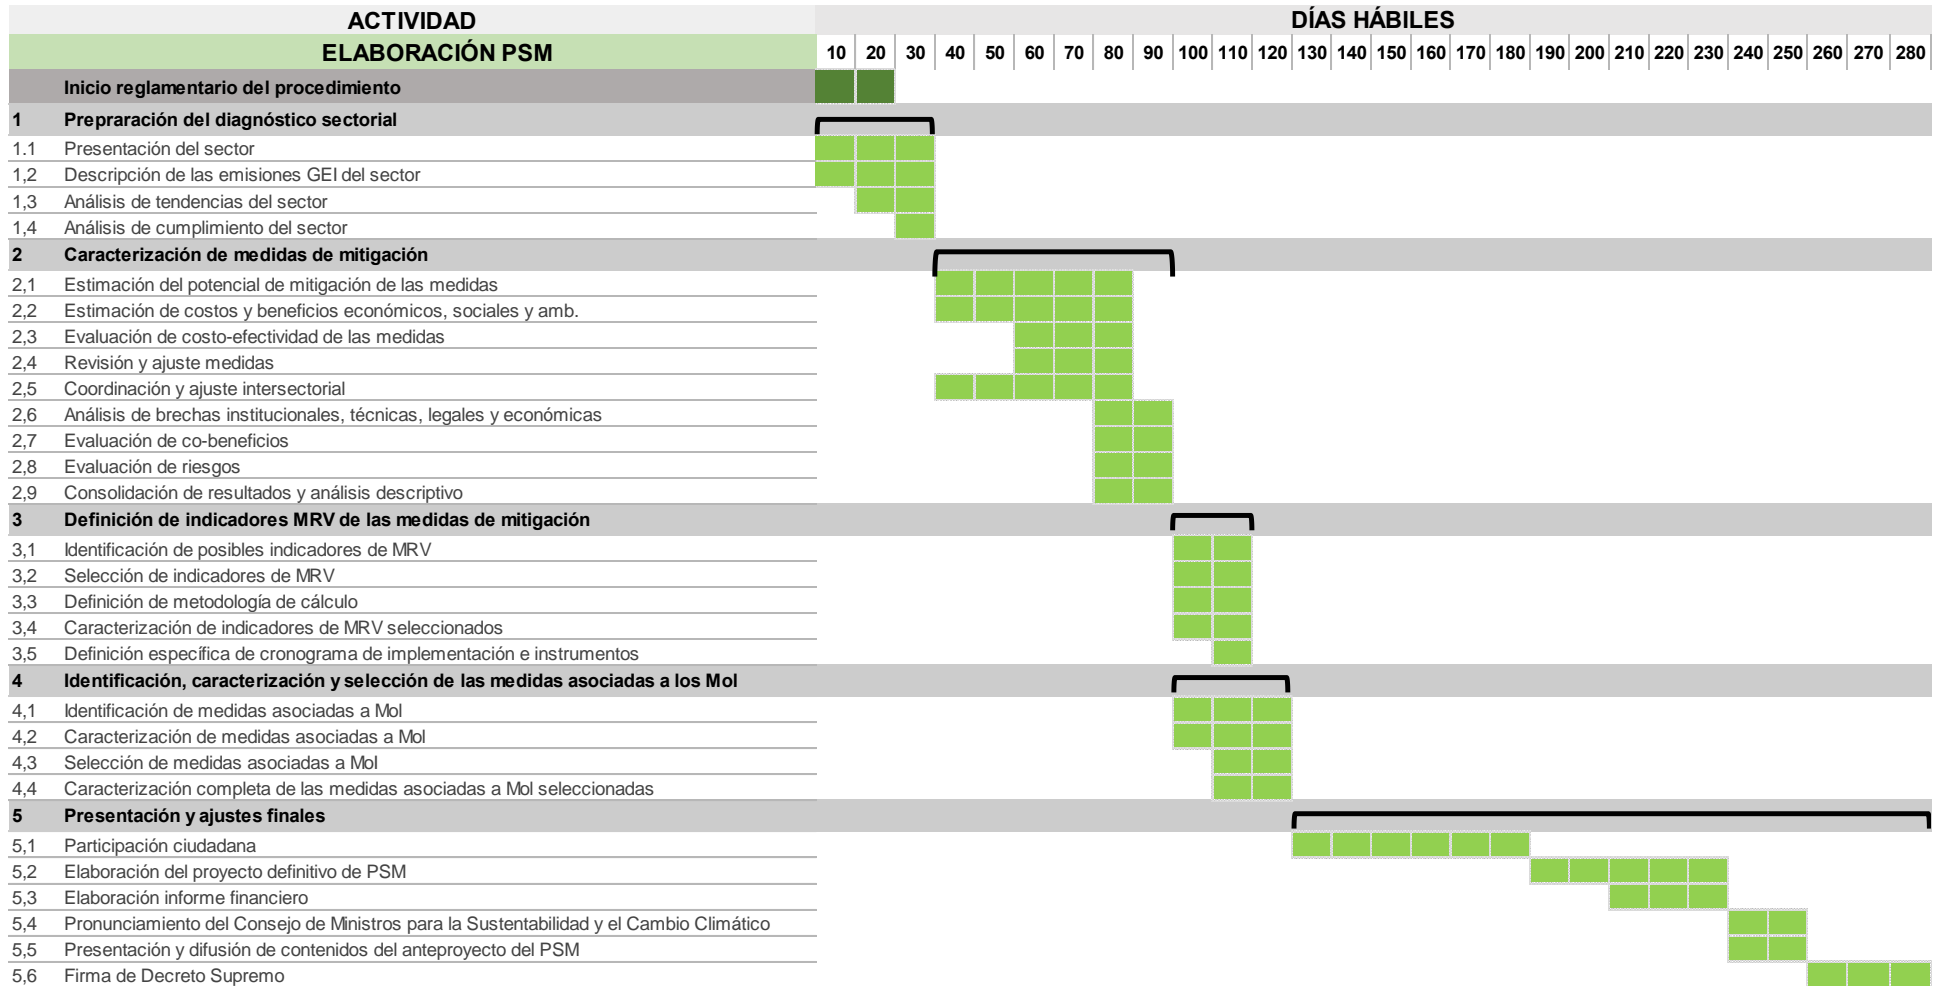 ACTIVIDAD DÍAS HÁBILES
ELABORACIÓN PSM 10 20 30 40 50 60 70 80 90 100 110 120 130 140 150 160 170 180 190 200 210 220 230 240 250 260 270 280
Inicio reglamentario del procedimiento
1 Prepraración del diagnóstico sectorial
1.1 Presentación del sector
1,2 Descripción de las emisiones GEI del sector
1,3 Análisis de tendencias del sector
1,4 Análisis de cumplimiento del sector
2 Caracterización de medidas de mitigación
2,1 Estimación del potencial de mitigación de las medidas
2,2 Estimación de costos y beneficios económicos, sociales y amb.
2,3 Evaluación de costo-efectividad de las medidas
2,4 Revisión y ajuste medidas
2,5 Coordinación y ajuste intersectorial
2,6 Análisis de brechas institucionales, técnicas, legales y económicas
2,7 Evaluación de co-beneficios
2,8 Evaluación de riesgos
2,9 Consolidación de resultados y análisis descriptivo
3 Definición de indicadores MRV de las medidas de mitigación
3,1 Identificación de posibles indicadores de MRV
3,2 Selección de indicadores de MRV
3,3 Definición de metodología de cálculo
3,4 Caracterización de indicadores de MRV seleccionados
3,5 Definición específica de cronograma de implementación e instrumentos
4 Identificación, caracterización y selección de las medidas asociadas a los MoI
4,1 Identificación de medidas asociadas a MoI
4,2 Caracterización de medidas asociadas a MoI
4,3 Selección de medidas asociadas a MoI
4,4 Caracterización completa de las medidas asociadas a MoI seleccionadas
5 Presentación y ajustes finales
5,1 Participación ciudadana
5,2 Elaboración del proyecto definitivo de PSM
5,3 Elaboración informe financiero
5,4 Pronunciamiento del Consejo de Ministros para la Sustentabilidad y el Cambio Climático
5,5 Presentación y difusión de contenidos del anteproyecto del PSM
5,6 Firma de Decreto Supremo